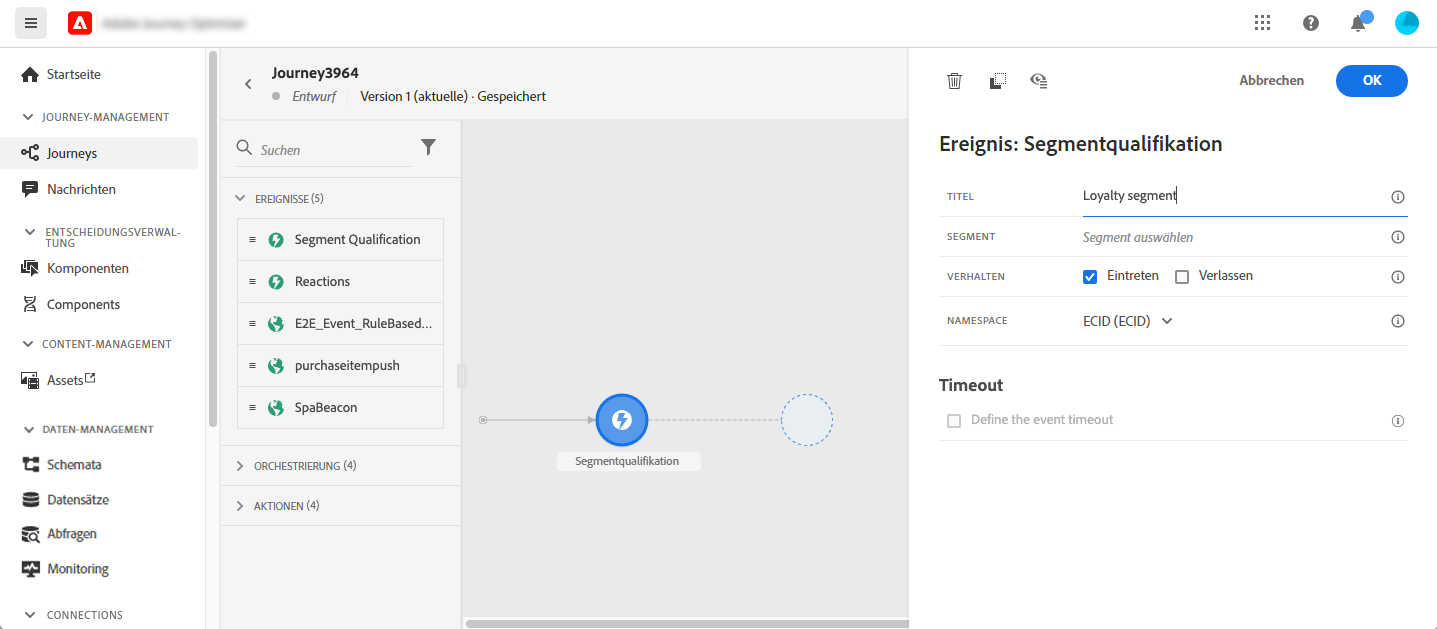 Startseite
JOURNEY-MANAGEMENT
Journeys
Nachrichten
ENTSCHEIDUNGSVERWAL-
TUNG
Komponenten
Components
CONTENT-MANAGEMENT
Assets
DATEN-MANAGEMENT
Schemata
Datensätze
Abfragen
Monitoring
CONNECTIONS
Journey3964
Entwurf
Version 1 (aktuelle) · Gespeichert
Suchen
EREIGNISSE (5)
Segment Qualification
Reactions
E2E_Event_RuleBased...
purchaseitempush
SpaBeacon
ORCHESTRIERUNG (4)
AKTIONEN (4)
Segmentqualifikation
Abbrechen
OK
Ereignis: Segmentqualifikation
TITEL Loyalty segment
SEGMENT Segment auswählen
VERHALTEN Eintreten Verlassen
NAMESPACE ECID (ECID)
Timeout
Define the event timeout